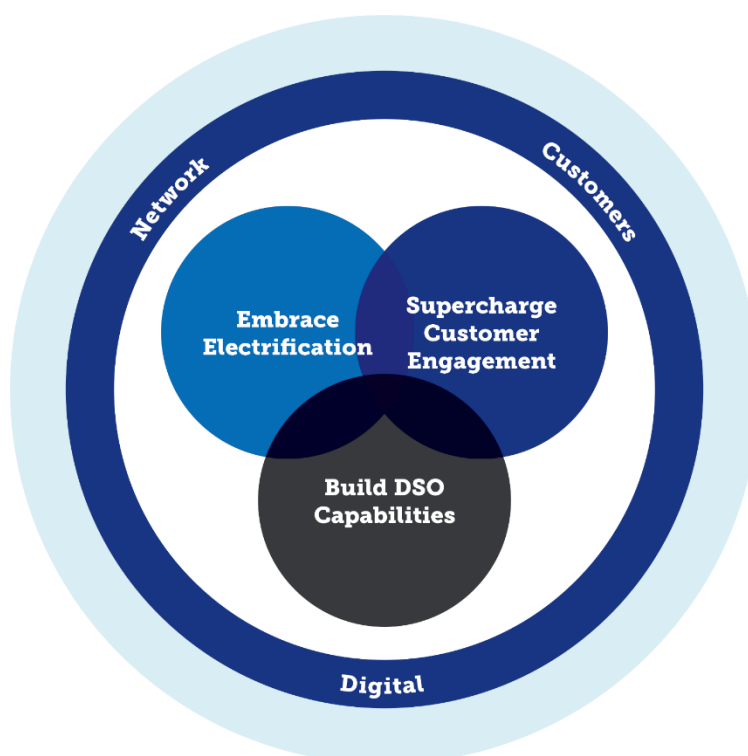 Network
Customers
Embrace
Electrification
Supercharge
Customer
Engagement
Build DSO
Capabilities
Digital